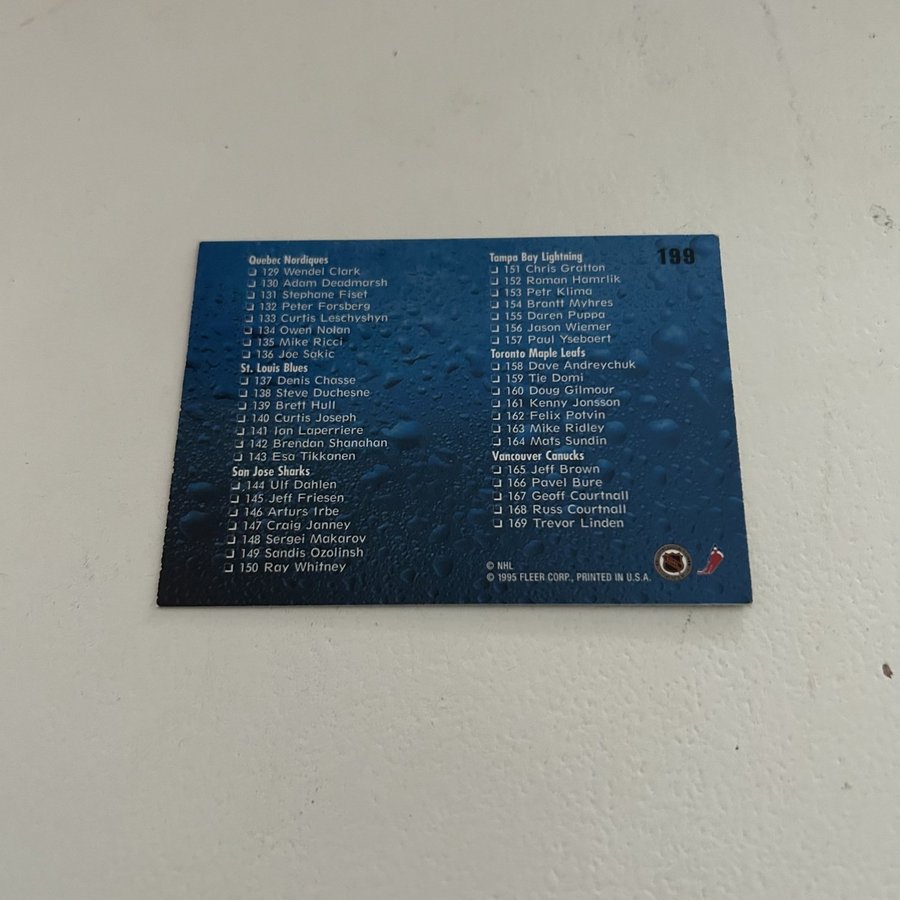 Quebec Nordiques
❏ 129 Wendel Clark
❏ 130 Adam Deadmarsh
❏ 131 Stephane Fiset
❏ 132 Peter Forsberg
❏ 133 Curtis Leschyshyn
❏ 134 Owen Nolan
❏ 135 Mike Ricci
❏ 136 Joe Sakic
St. Louis Blues
❏ 137 Denis Chasse
❏ 138 Steve Duchesne
❏ 139 Brett Hull
❏ 140 Curtis Joseph
❏ 141 Ian Laperriere
❏ 142 Brendan Shanahan
❏ 143 Esa Tikkanen
San Jose Sharks
❏ 144 Ulf Dahlen
❏ 145 Jeff Friesen
❏ 146 Arturs Irbe
❏ 147 Craig Janney
❏ 148 Sergei Makarov
❏ 149 Sandis Ozolinsh
❏ 150 Ray Whitney
Tampa Bay Lightning
❏ 151 Chris Gratton
❏ 152 Roman Hamrlik
❏ 153 Petr Klima
❏ 154 Brantt Myhres
❏ 155 Daren Puppa
❏ 156 Jason Wiemer
❏ 157 Paul Ysebaert
Toronto Maple Leafs
❏ 158 Dave Andreychuk
❏ 159 Tie Domi
❏ 160 Doug Gilmour
❏ 161 Kenny Jonsson
❏ 162 Felix Potvin
❏ 163 Mike Ridley
❏ 164 Mats Sundin
Vancouver Canucks
❏ 165 Jeff Brown
❏ 166 Pavel Bure
❏ 167 Geoff Courtnall
❏ 168 Russ Courtnall
❏ 169 Trevor Linden
199
© NHL
© 1995 FLEER CORP., PRINTED IN U.S.A.